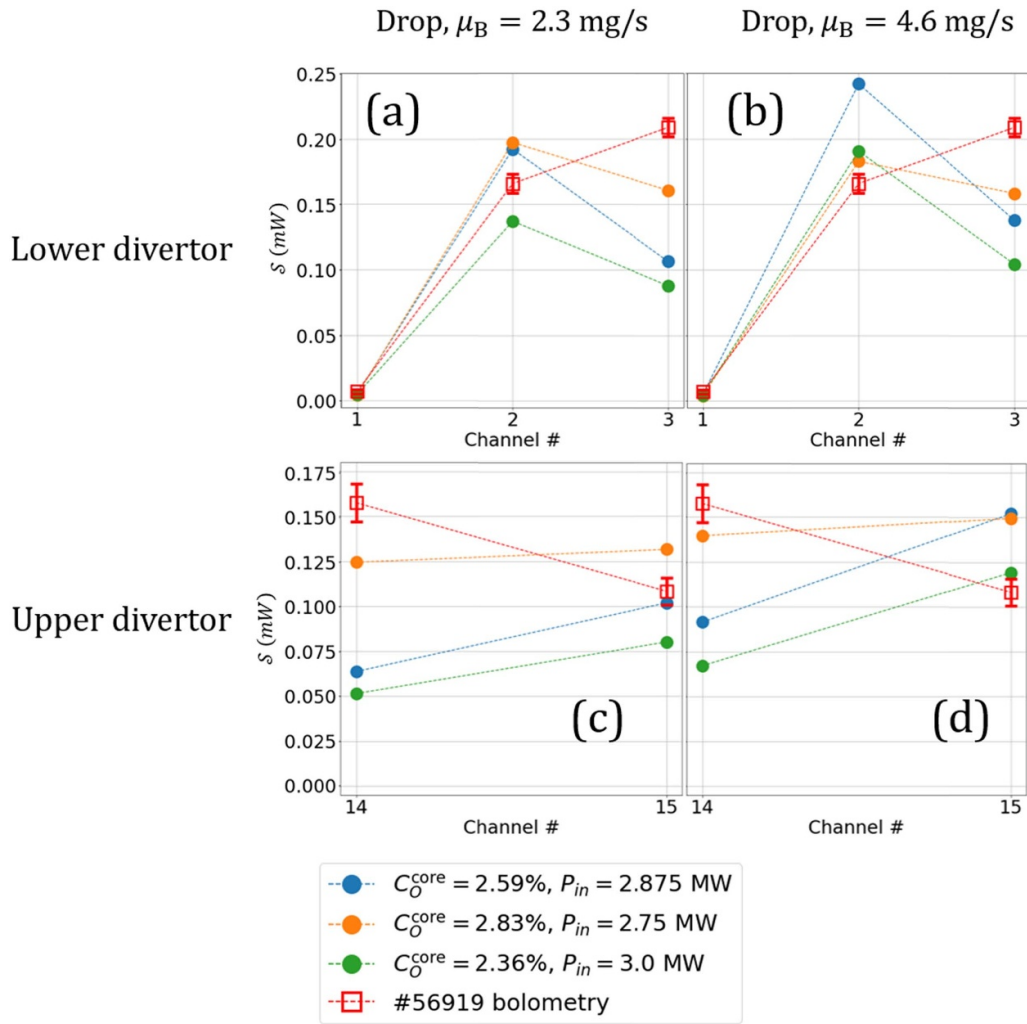 Drop, μ_B = 2.3 mg/s
Drop, μ_B = 4.6 mg/s
Lower divertor
(a)
(b)
𝒮 (mW)
0.25
0.20
0.15
0.10
0.05
0.00
1 2 3
1 2 3
Channel #
Channel #
Upper divertor
𝒮 (mW)
0.175
0.150
0.125
0.100
0.075
0.050
0.025
0.000
(c)
(d)
14 15
14 15
Channel #
Channel #
C_O^core = 2.59%, P_in = 2.875 MW
C_O^core = 2.83%, P_in = 2.75 MW
C_O^core = 2.36%, P_in = 3.0 MW
#56919 bolometry